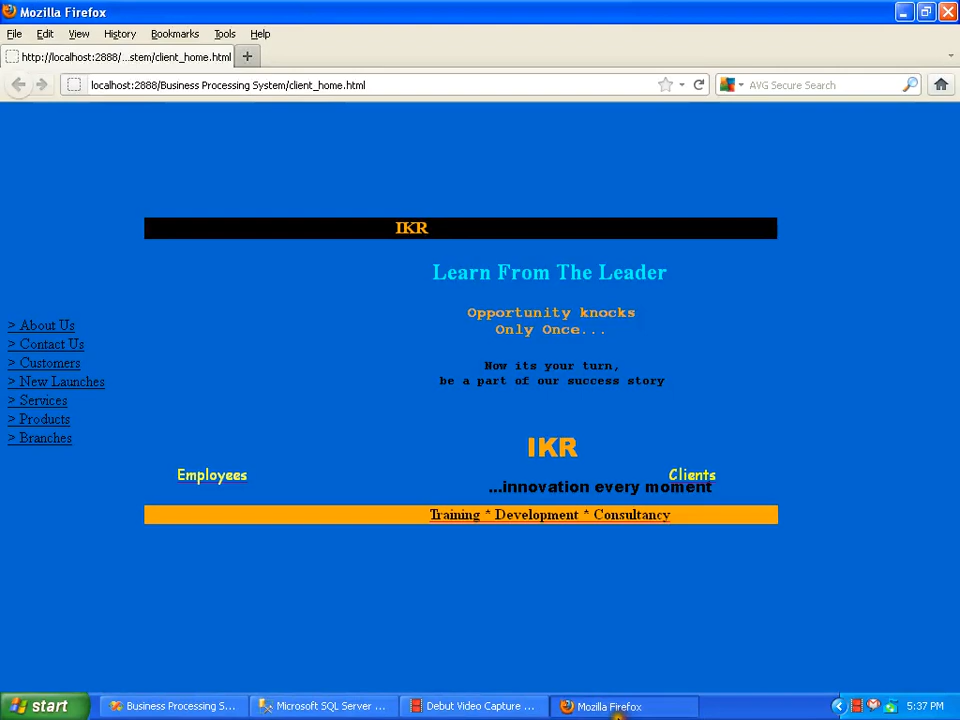 Mozilla Firefox
File Edit View History Bookmarks Tools Help
http://localhost:2888/...stem/client_home.html
localhost:2888/Business Processing System/client_home.html
AVG Secure Search
IKR
Learn From The Leader
Opportunity knocks
Only Once...
> About Us
> Contact Us
> Customers
> New Launches
> Services
> Products
> Branches
Now its your turn,
be a part of our success story
IKR
Employees
Clients
...innovation every moment
Training * Development * Consultancy
start
Business Processing S...
Microsoft SQL Server ...
Debut Video Capture ...
Mozilla Firefox
5:37 PM